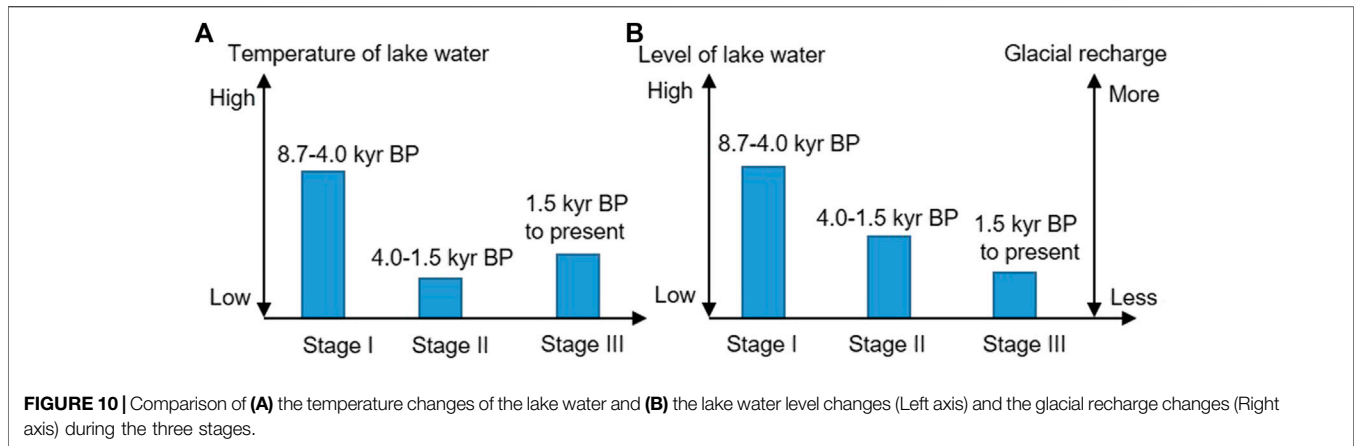 A
Temperature of lake water
High
Low
8.7-4.0 kyr BP
4.0-1.5 kyr BP
1.5 kyr BP
to present
Stage I
Stage II
Stage III
B
Level of lake water
Glacial recharge
High
Low
More
Less
8.7-4.0 kyr BP
4.0-1.5 kyr BP
1.5 kyr BP
to present
Stage I
Stage II
Stage III
FIGURE 10 | Comparison of (A) the temperature changes of the lake water and (B) the lake water level changes (Left axis) and the glacial recharge changes (Right
axis) during the three stages.